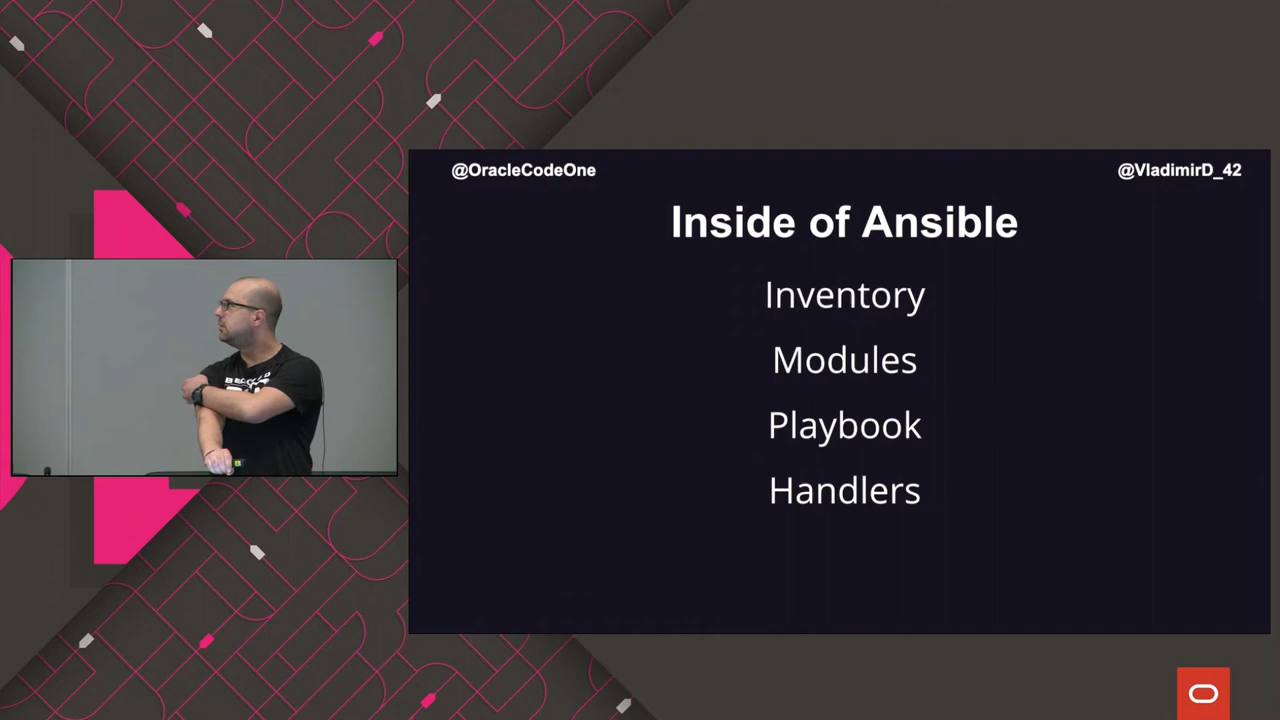 @OracleCodeOne
@VladimirD_42
Inside of Ansible
Inventory
Modules
Playbook
Handlers